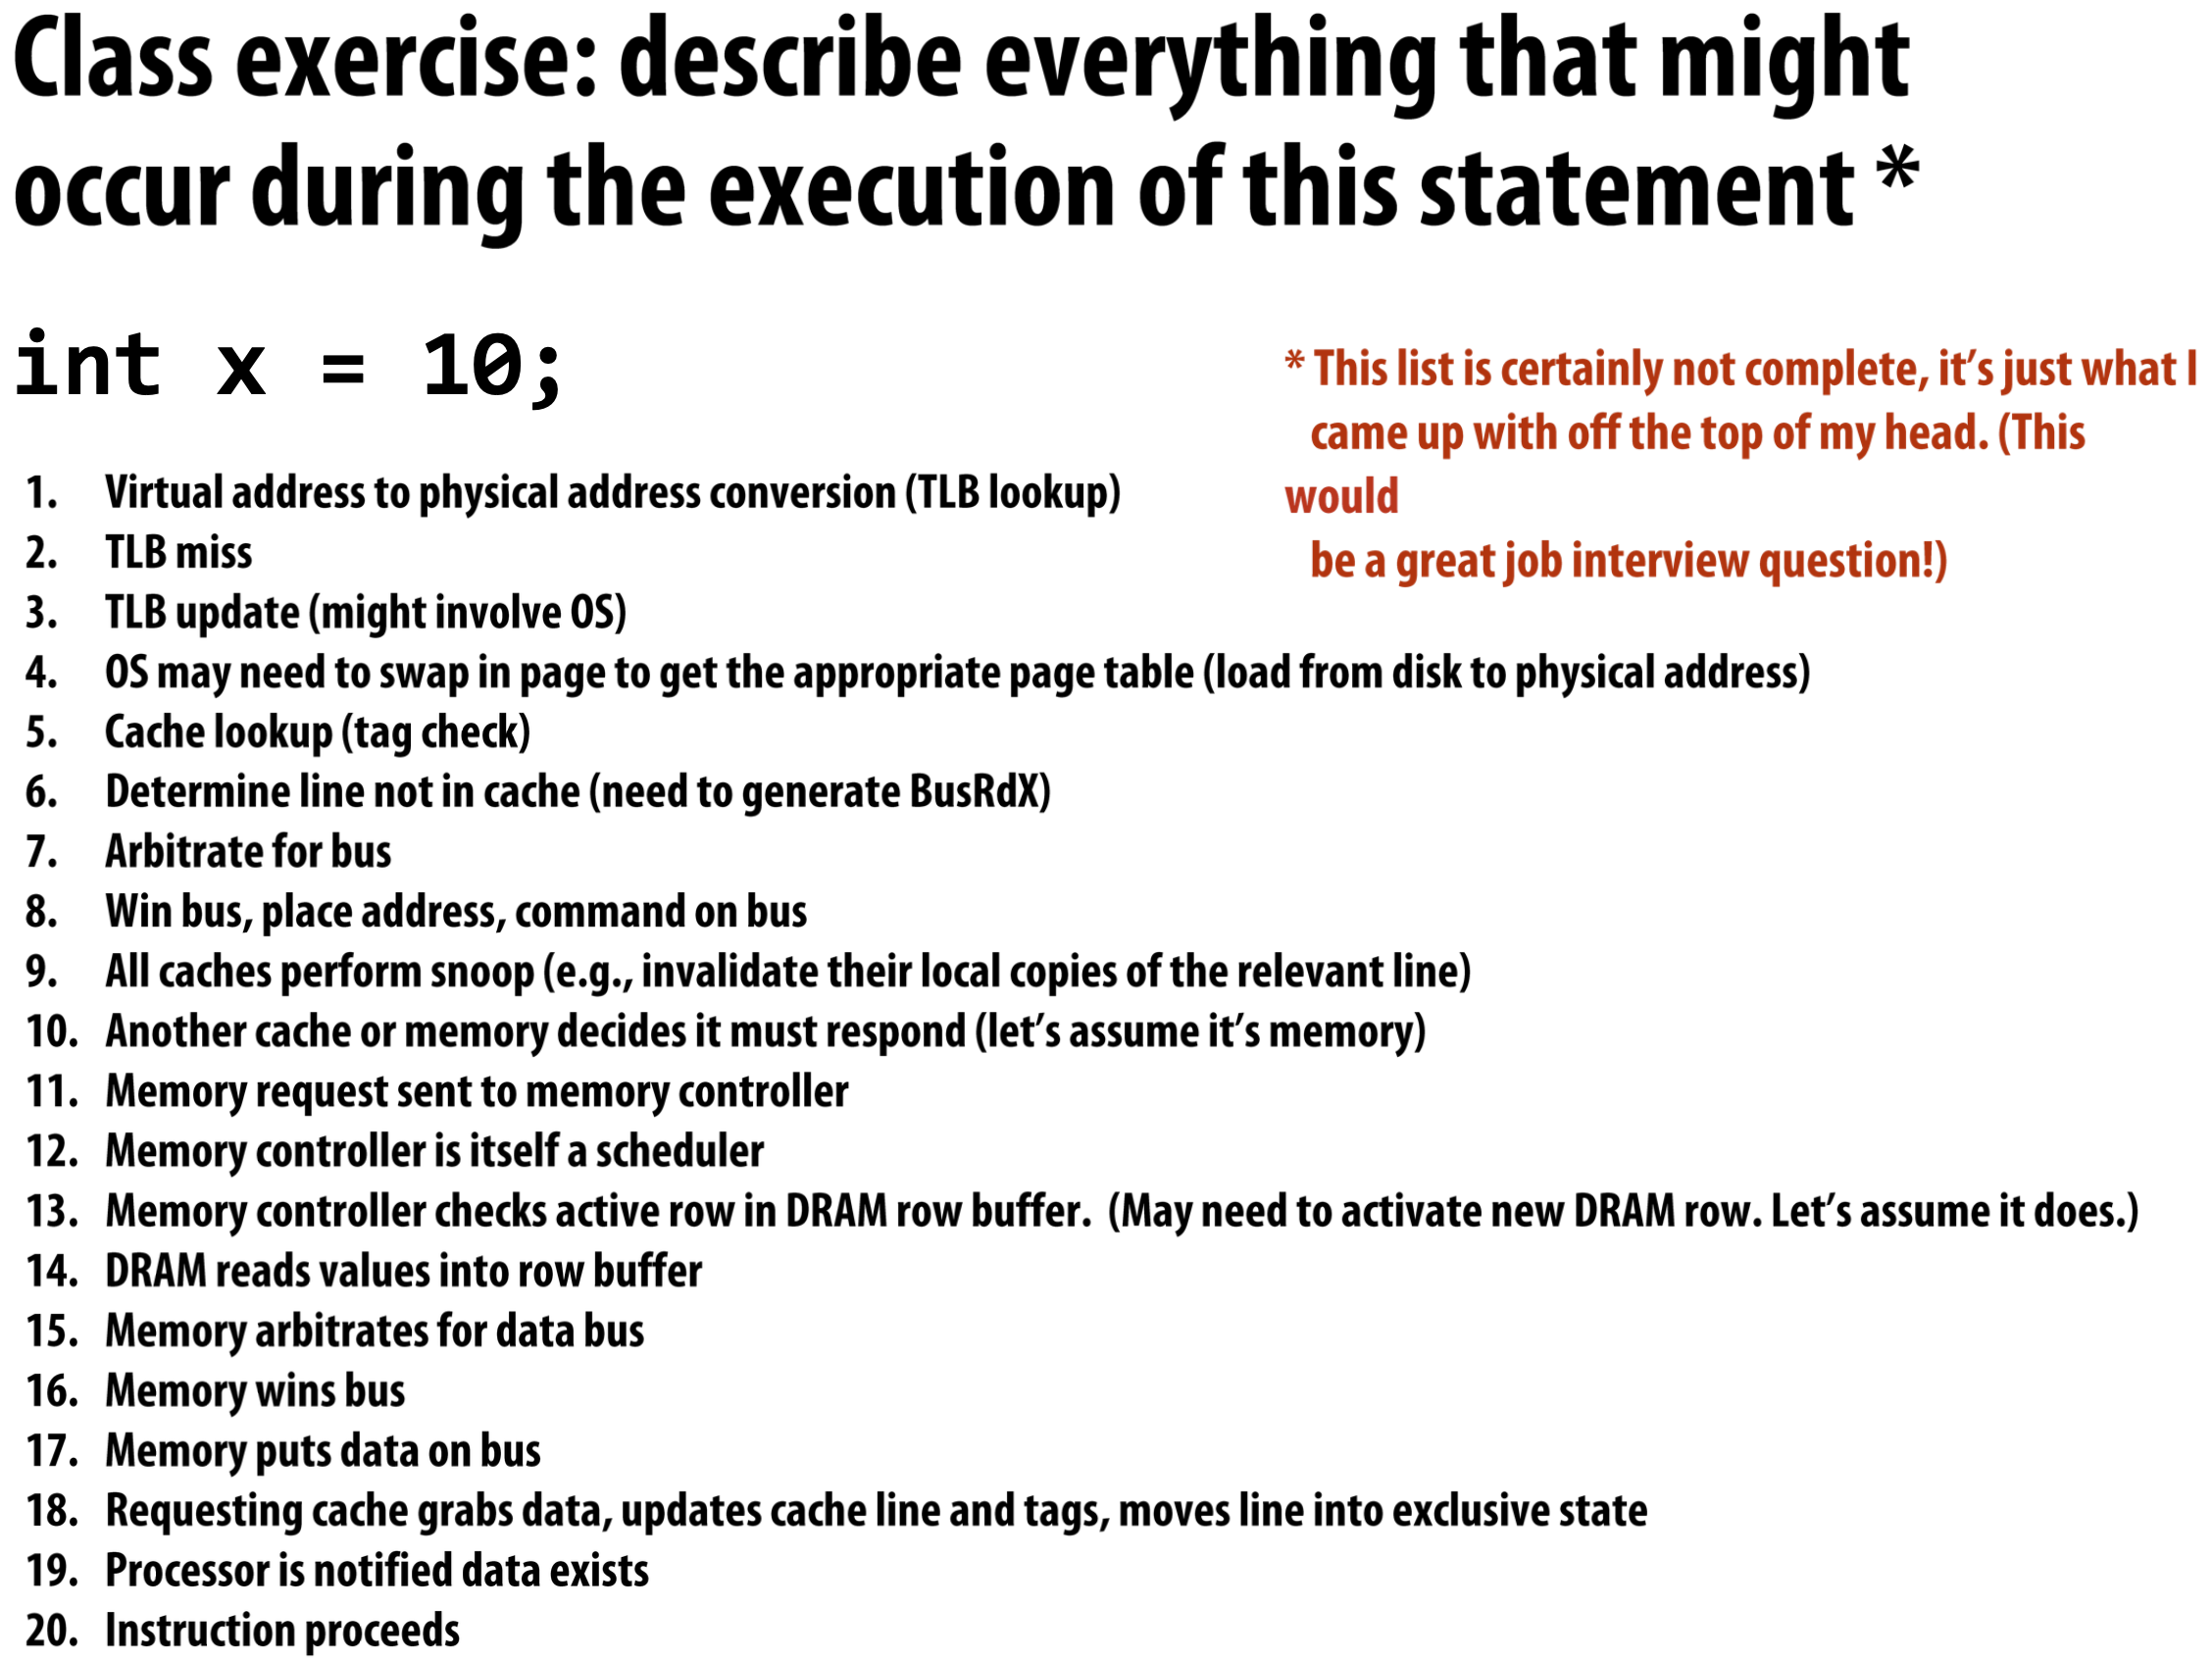 Class exercise: describe everything that might
occur during the execution of this statement *
int x = 10;
* This list is certainly not complete, it’s just what I
came up with off the top of my head. (This
would
be a great job interview question!)
1. Virtual address to physical address conversion (TLB lookup)
2. TLB miss
3. TLB update (might involve OS)
4. OS may need to swap in page to get the appropriate page table (load from disk to physical address)
5. Cache lookup (tag check)
6. Determine line not in cache (need to generate BusRdX)
7. Arbitrate for bus
8. Win bus, place address, command on bus
9. All caches perform snoop (e.g., invalidate their local copies of the relevant line)
10. Another cache or memory decides it must respond (let’s assume it’s memory)
11. Memory request sent to memory controller
12. Memory controller is itself a scheduler
13. Memory controller checks active row in DRAM row buffer. (May need to activate new DRAM row. Let’s assume it does.)
14. DRAM reads values into row buffer
15. Memory arbitrates for data bus
16. Memory wins bus
17. Memory puts data on bus
18. Requesting cache grabs data, updates cache line and tags, moves line into exclusive state
19. Processor is notified data exists
20. Instruction proceeds